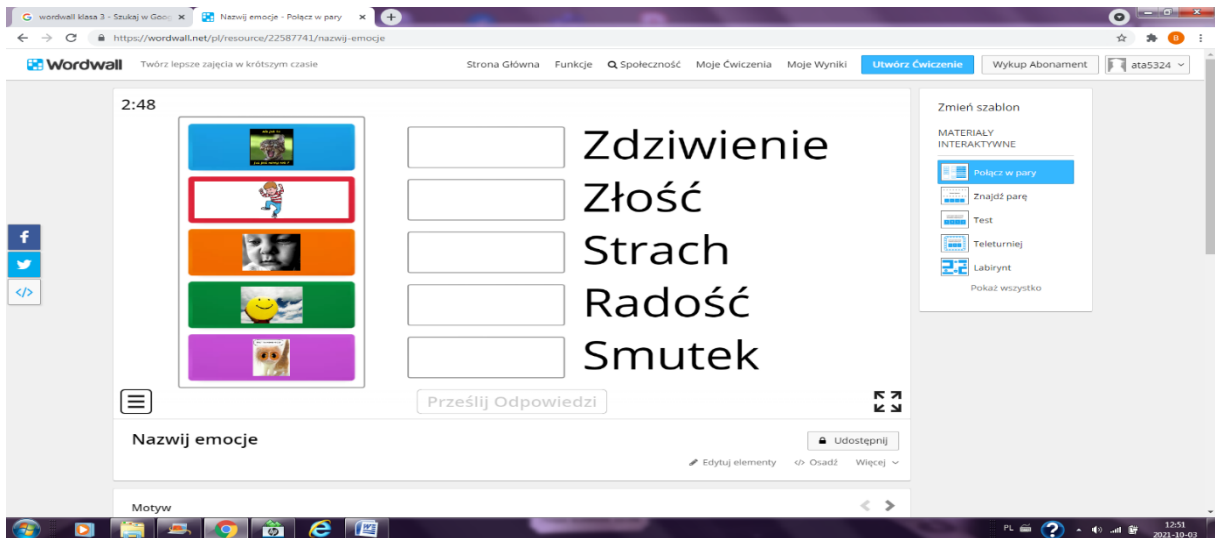 wordwall klasa 3 - Szukaj w Goog
Nazwij emocje - Połącz w pary
https://wordwall.net/pl/resource/22587741/nazwij-emocje
Wordwall
Twórz lepsze zajęcia w krótszym czasie
Strona Główna
Funkcje
Społeczność
Moje Ćwiczenia
Moje Wyniki
Utwórz Ćwiczenie
Wykup Abonament
ata5324
2:48
Zdziwienie
Złość
Strach
Radość
Smutek
Prześlij Odpowiedzi
Nazwij emocje
Udostępnij
Edytuj elementy
Osadź
Więcej
Motyw
Zmień szablon
MATERIAŁY
INTERAKTYWNE
Połącz w pary
Znajdź parę
Test
Teleturniej
Labirynt
Pokaż wszystko
PL
12:51
2021-10-03